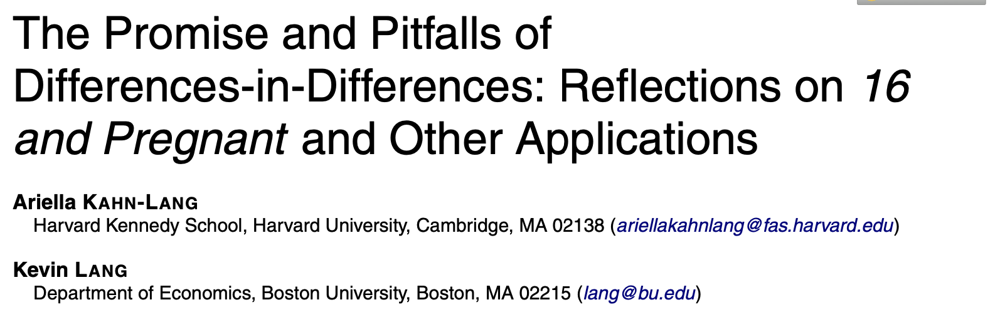 The Promise and Pitfalls of
Differences-in-Differences: Reflections on 16
and Pregnant and Other Applications
Ariella KAHN-LANG
Harvard Kennedy School, Harvard University, Cambridge, MA 02138 (ariellakahnlang@fas.harvard.edu)
Kevin LANG
Department of Economics, Boston University, Boston, MA 02215 (lang@bu.edu)